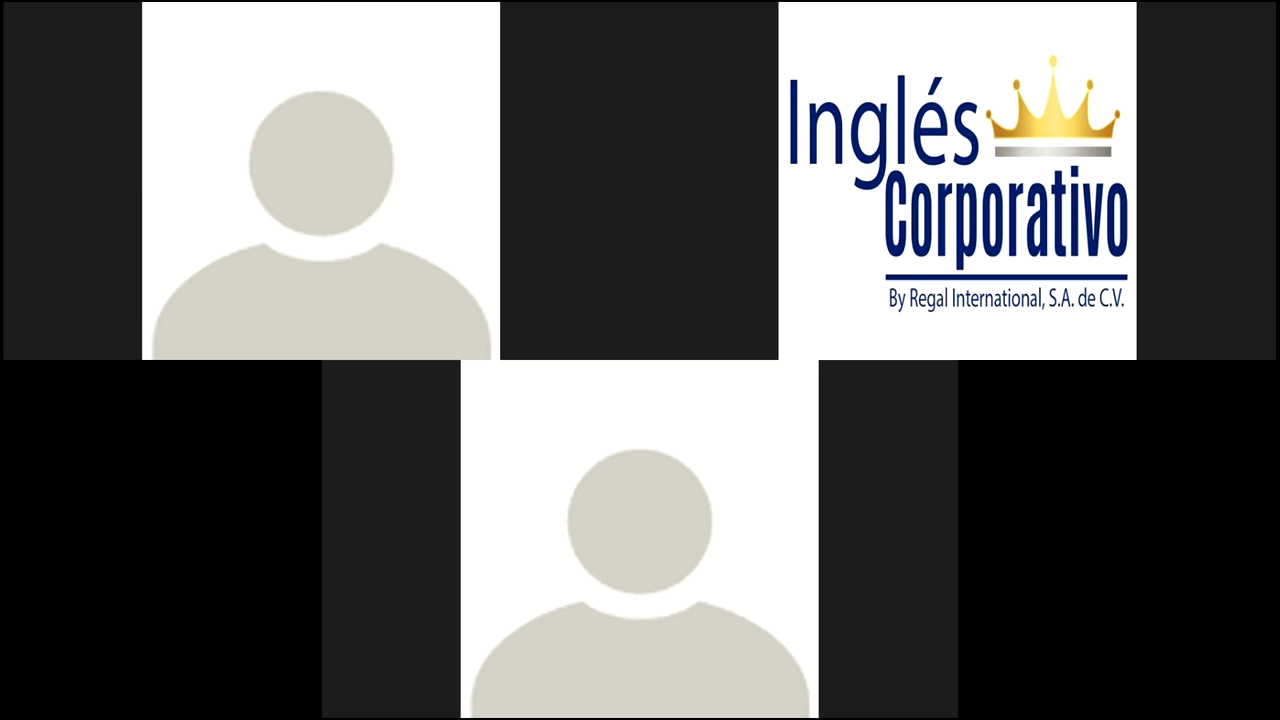 Inglés
Corporativo
By Regal International, S.A. de C.V.